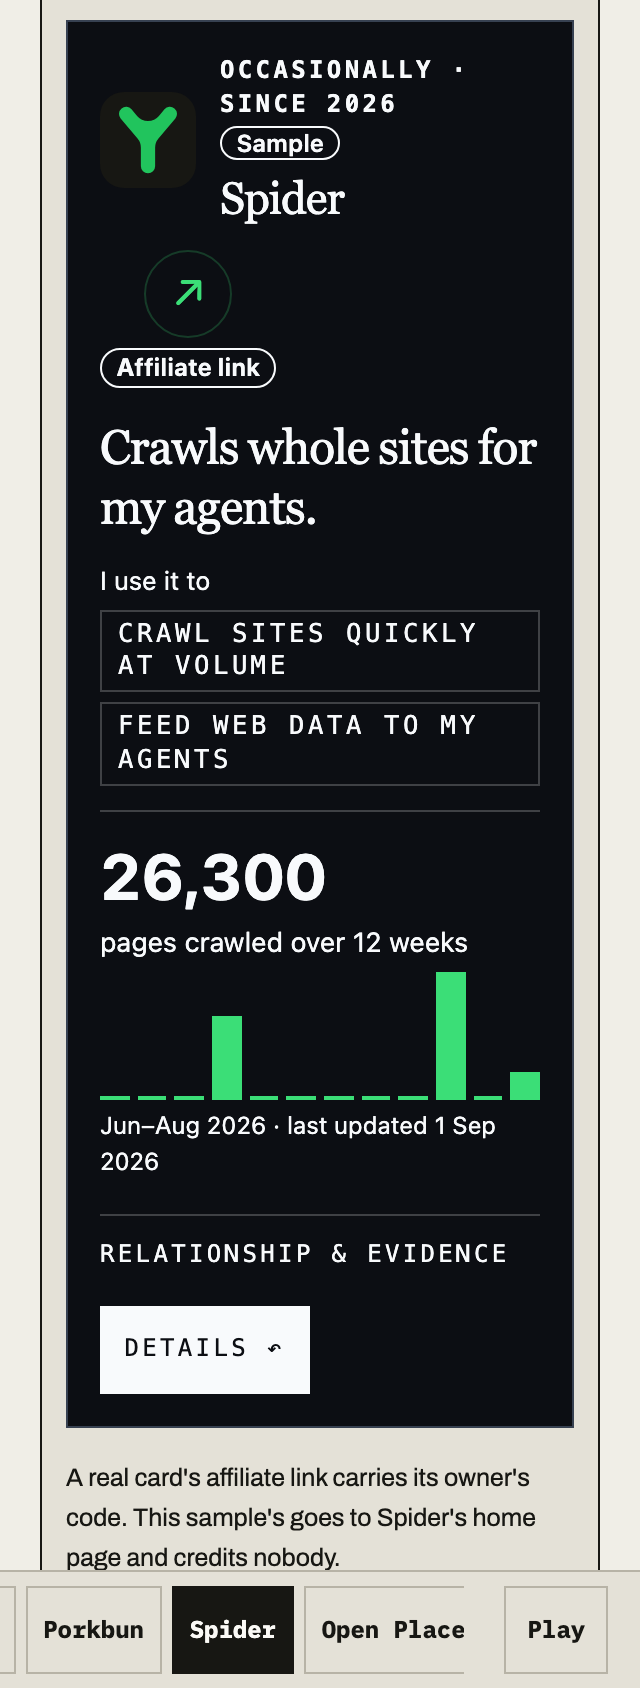 OCCASIONALLY ·
SINCE 2026
Sample
Spider
Affiliate link
Crawls whole sites for
my agents.
I use it to
CRAWL SITES QUICKLY
AT VOLUME
FEED WEB DATA TO MY
AGENTS
26,300
pages crawled over 12 weeks
Jun–Aug 2026 · last updated 1 Sep
2026
RELATIONSHIP & EVIDENCE
DETAILS ↶
A real card's affiliate link carries its owner's
code. This sample's goes to Spider's home
page and credits nobody.
Porkbun
Spider
Open Place
Play